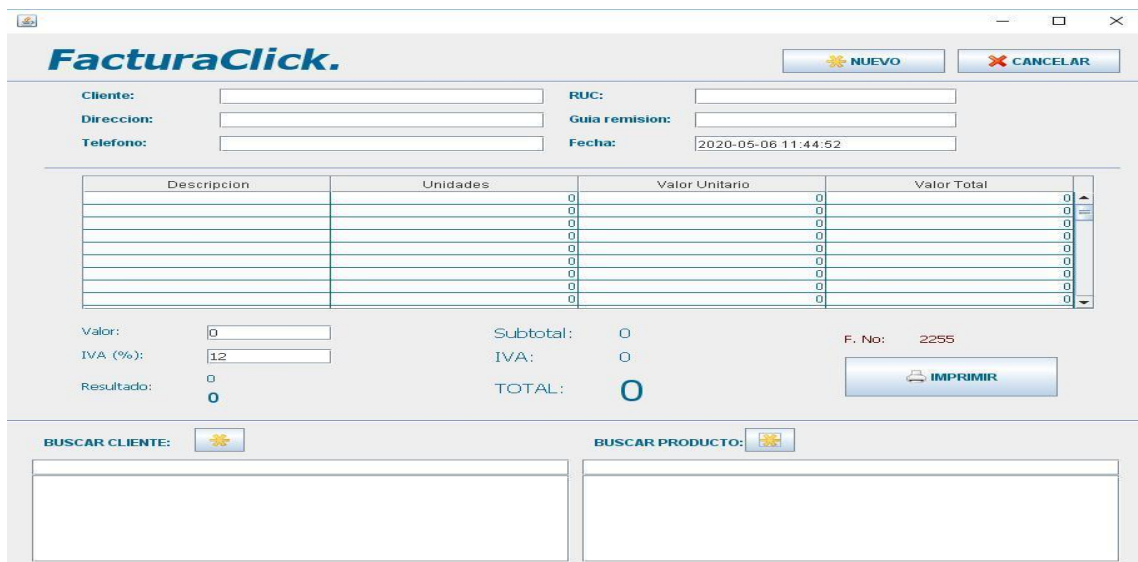 FacturaClick.
NUEVO CANCELAR
Cliente: RUC:
Direccion: Guia remision:
Telefono: Fecha: 2020-05-06 11:44:52
Descripcion Unidades Valor Unitario Valor Total
0 0 0
0 0 0
0 0 0
0 0 0
0 0 0
0 0 0
0 0 0
0 0 0
0 0 0
Valor: 0 Subtotal: 0 F. No: 2255
IVA (%): 12 IVA: 0
Resultado: 0 TOTAL: 0 IMPRIMIR
0
BUSCAR CLIENTE: BUSCAR PRODUCTO: